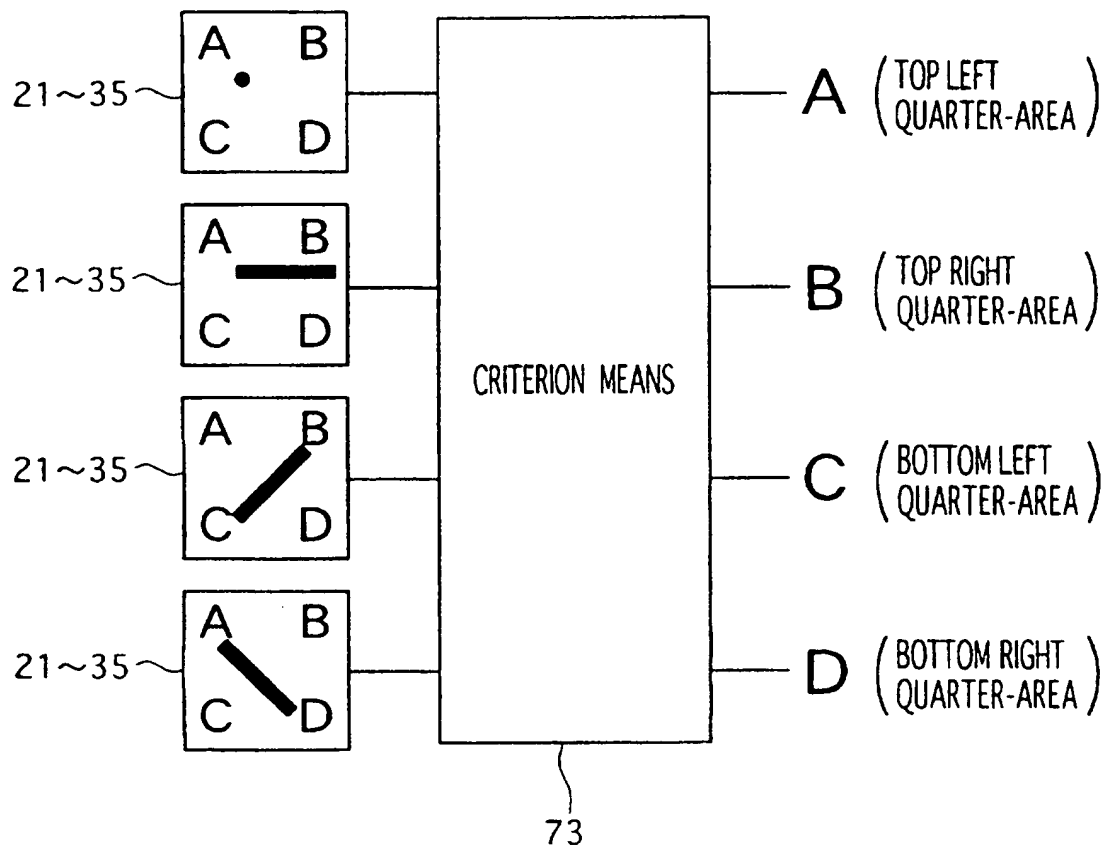 A B
21~35
C D
A (TOP LEFT
QUARTER-AREA)
A B
21~35
C D
B (TOP RIGHT
QUARTER-AREA)
CRITERION MEANS
A B
21~35
C D
C (BOTTOM LEFT
QUARTER-AREA)
A B
21~35
C D
D (BOTTOM RIGHT
QUARTER-AREA)
73